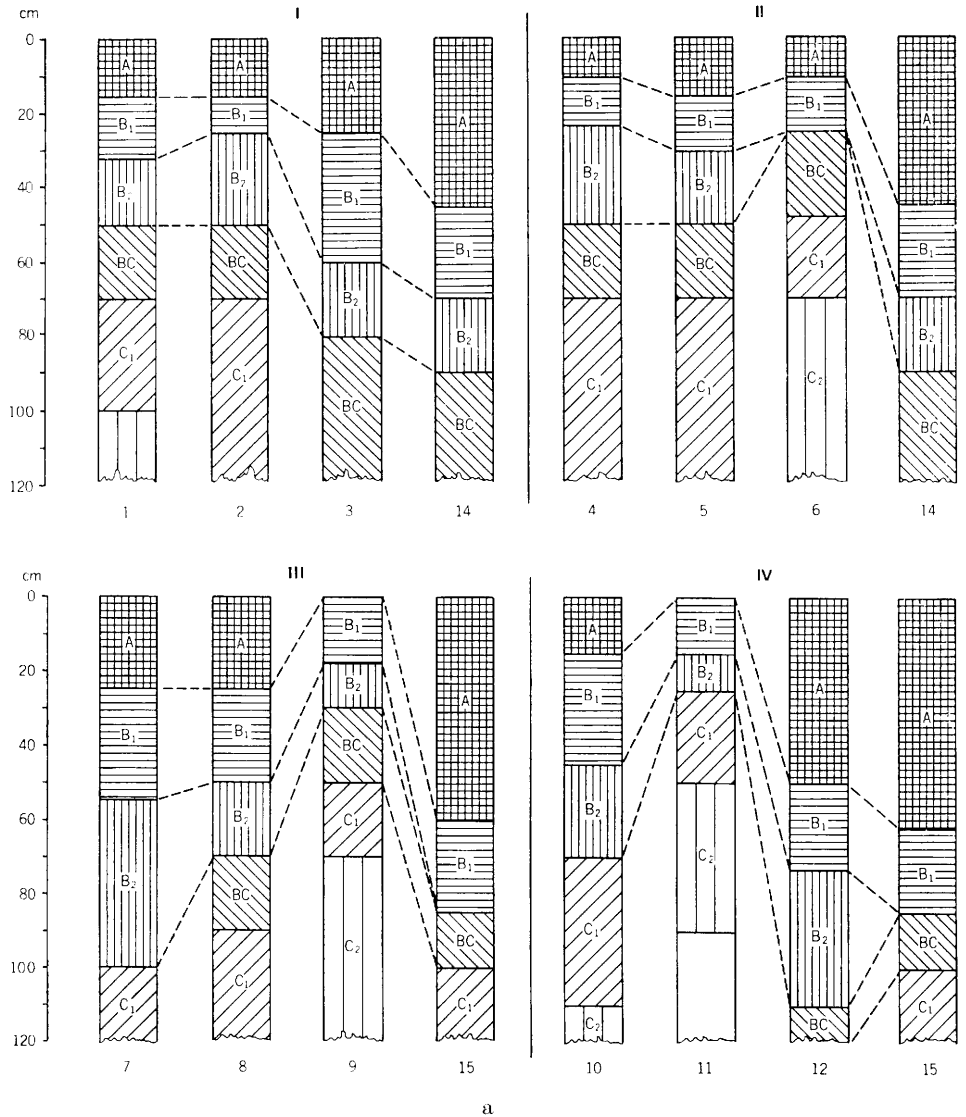 cm I II
0
20
40
60
80
100
120
A A A A A A A A
B₁ B₁ B₁ B₁ B₁ B₁ B₁ B₁
B₂ B₂ B₂ B₂ B₂ B₂ B₂
BC BC BC BC BC BC BC BC
C₁ C₁ C₁ C₁ C₁
C₂
1 2 3 14 4 5 6 14
cm III IV
0
20
40
60
80
100
120
A A A A A A
B₁ B₁ B₁ B₁ B₁ B₁ B₁ B₁
B₂ B₂ B₂ B₂ B₂ B₂
BC BC BC BC BC
C₁ C₁ C₁ C₁ C₁ C₁ C₁
C₂ C₂ C₂
7 8 9 15 10 11 12 15
a